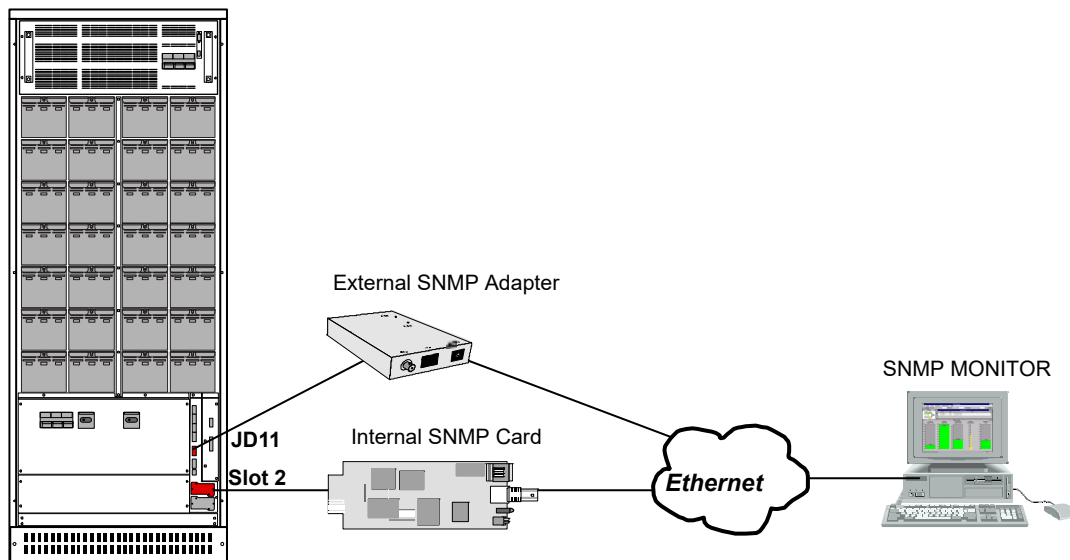 External SNMP Adapter
SNMP MONITOR
JD11
Internal SNMP Card
Slot 2
Ethernet